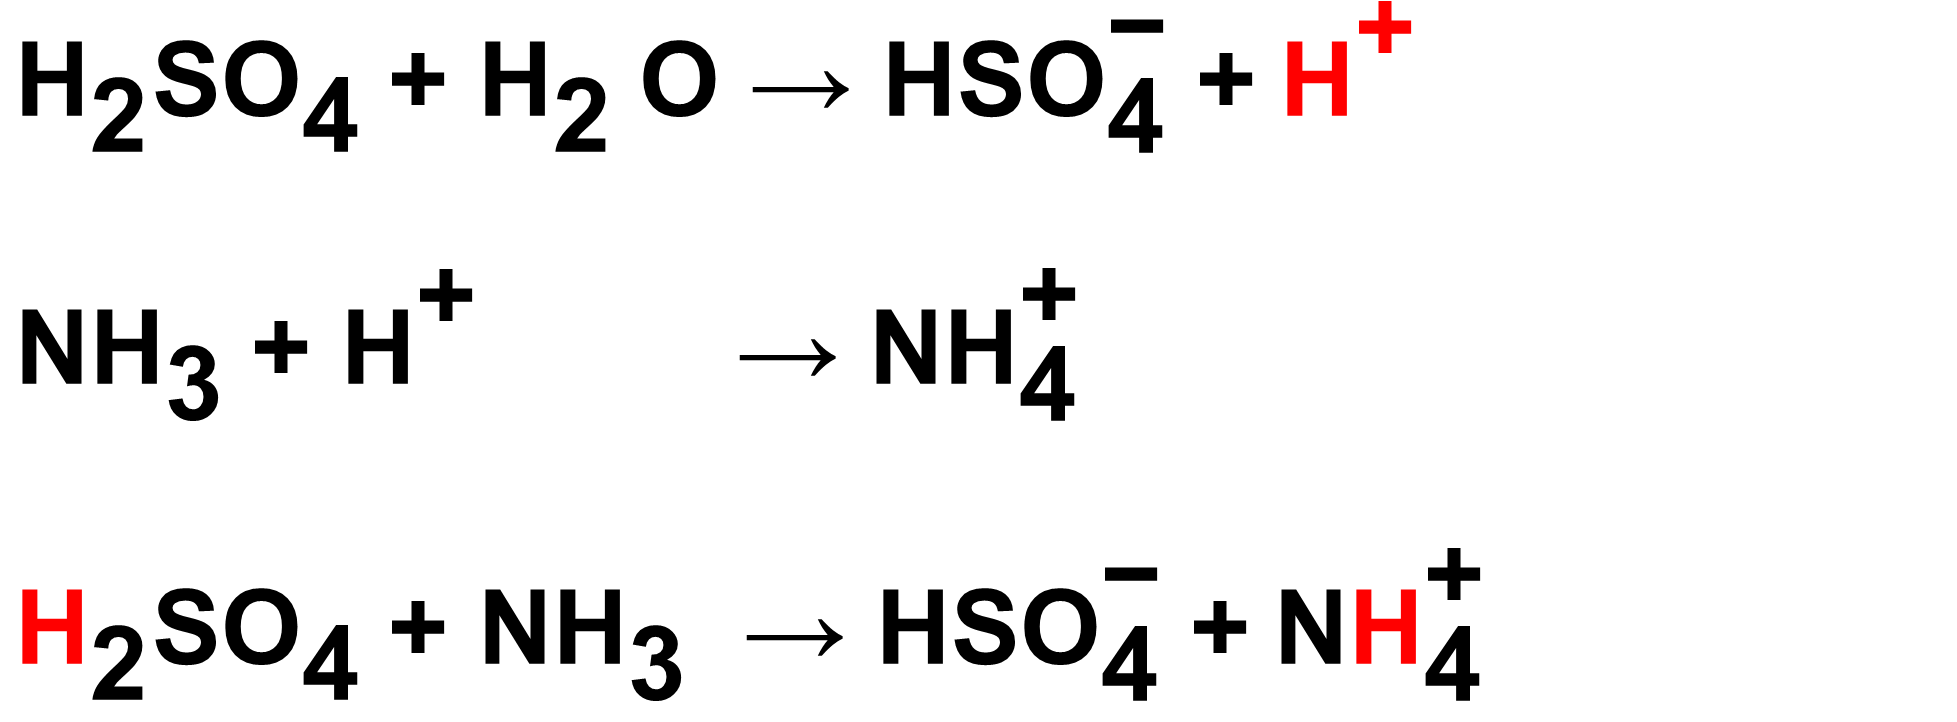 H₂SO₄ + H₂ O → HSO₄⁻ + H⁺
NH₃ + H⁺ → NH₄⁺
H₂SO₄ + NH₃ → HSO₄⁻ + NH₄⁺